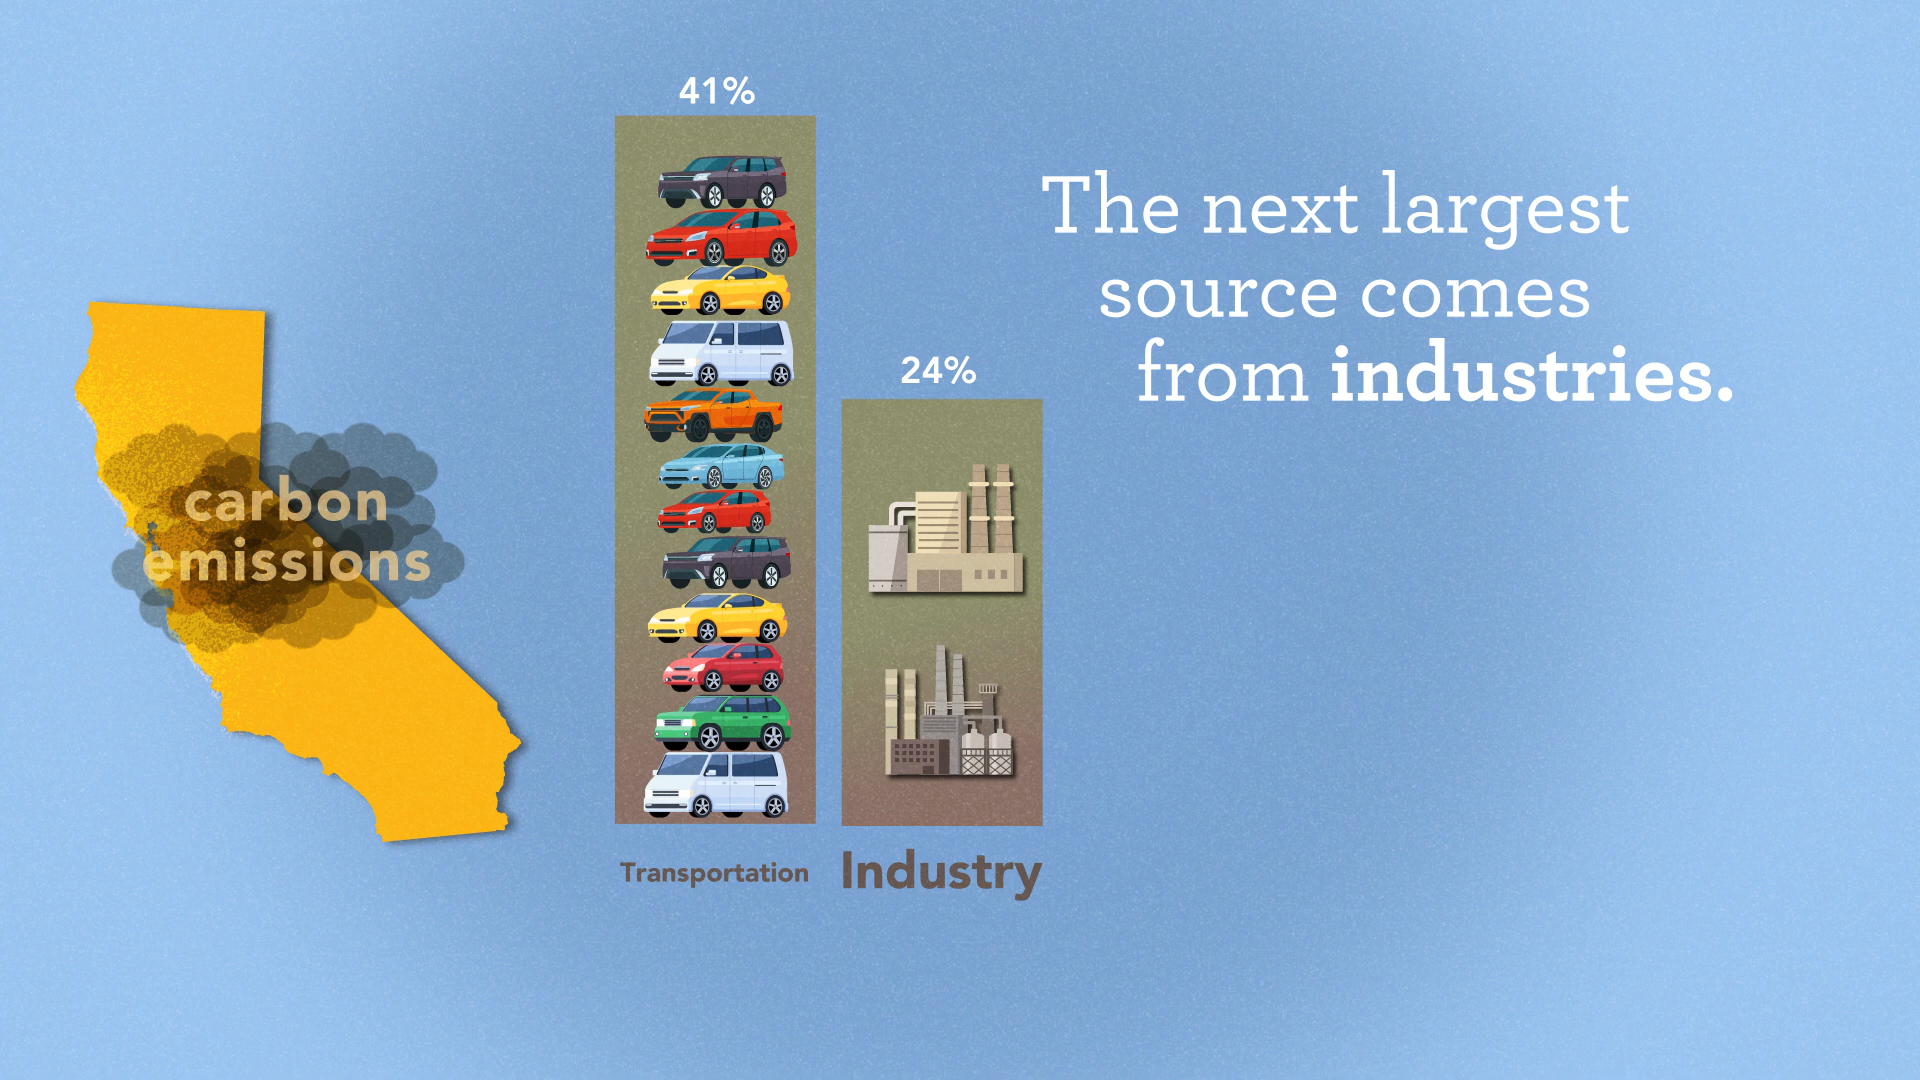 carbon
emissions
41%
Transportation
24%
Industry
The next largest
source comes
from industries.